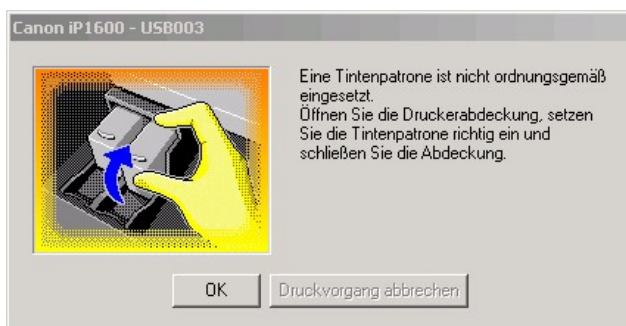 Canon iP1600 - USB003
Eine Tintenpatrone ist nicht ordnungsgemäß
eingesetzt.
Öffnen Sie die Druckerabdeckung, setzen
Sie die Tintenpatrone richtig ein und
schließen Sie die Abdeckung.
OK
Druckvorgang abbrechen